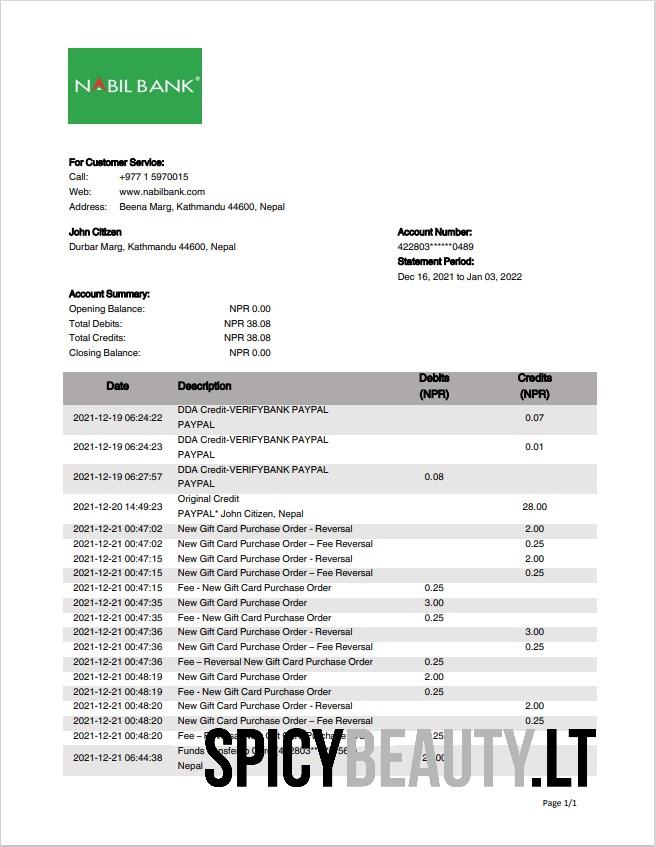 NABIL BANK®
For Customer Service:
Call: +977 1 5970015
Web: www.nabilbank.com
Address: Beena Marg, Kathmandu 44600, Nepal
John Citizen
Durbar Marg, Kathmandu 44600, Nepal
Account Number:
422803******0489
Statement Period:
Dec 16, 2021 to Jan 03, 2022
Account Summary:
Opening Balance: NPR 0.00
Total Debits: NPR 38.08
Total Credits: NPR 38.08
Closing Balance: NPR 0.00
Date Description Debits (NPR) Credits (NPR)
2021-12-19 06:24:22 DDA Credit-VERIFYBANK PAYPAL 0.07
PAYPAL
2021-12-19 06:24:23 DDA Credit-VERIFYBANK PAYPAL 0.01
PAYPAL
2021-12-19 06:27:57 DDA Credit-VERIFYBANK PAYPAL 0.08
PAYPAL
2021-12-20 14:49:23 Original Credit 28.00
PAYPAL* John Citizen, Nepal
2021-12-21 00:47:02 New Gift Card Purchase Order - Reversal 2.00
2021-12-21 00:47:02 New Gift Card Purchase Order – Fee Reversal 0.25
2021-12-21 00:47:15 New Gift Card Purchase Order - Reversal 2.00
2021-12-21 00:47:15 New Gift Card Purchase Order – Fee Reversal 0.25
2021-12-21 00:47:15 Fee - New Gift Card Purchase Order 0.25
2021-12-21 00:47:35 New Gift Card Purchase Order 3.00
2021-12-21 00:47:35 Fee - New Gift Card Purchase Order 0.25
2021-12-21 00:47:36 New Gift Card Purchase Order - Reversal 3.00
2021-12-21 00:47:36 New Gift Card Purchase Order – Fee Reversal 0.25
2021-12-21 00:47:36 Fee – Reversal New Gift Card Purchase Order 0.25
2021-12-21 00:48:19 New Gift Card Purchase Order 2.00
2021-12-21 00:48:19 Fee - New Gift Card Purchase Order 0.25
2021-12-21 00:48:20 New Gift Card Purchase Order - Reversal 2.00
2021-12-21 00:48:20 New Gift Card Purchase Order – Fee Reversal 0.25
2021-12-21 00:48:20 Fee –
2021-12-21 06:44:38 Funds
Nepal
SPICYBEAUTY.LT
Page 1/1